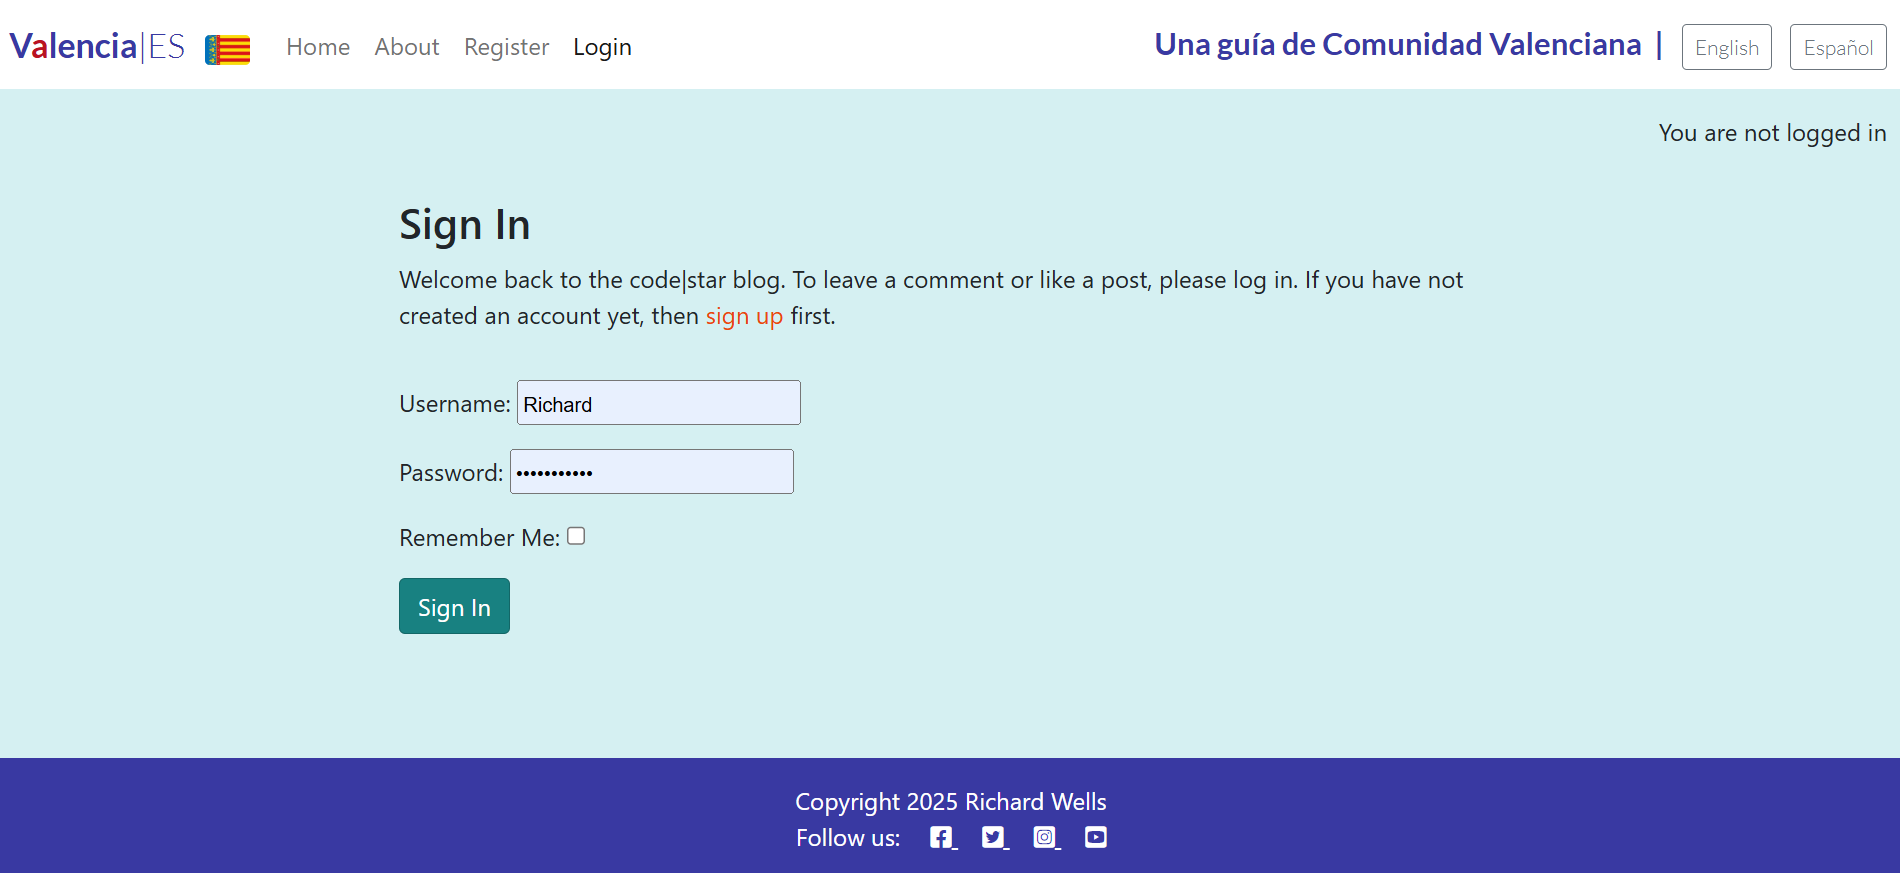 Valencia|ES Home About Register Login Una guía de Comunidad Valenciana | English Español
You are not logged in
Sign In
Welcome back to the code|star blog. To leave a comment or like a post, please log in. If you have not
created an account yet, then sign up first.
Username: Richard
Password: •••••••••••
Remember Me:
Sign In
Copyright 2025 Richard Wells
Follow us: